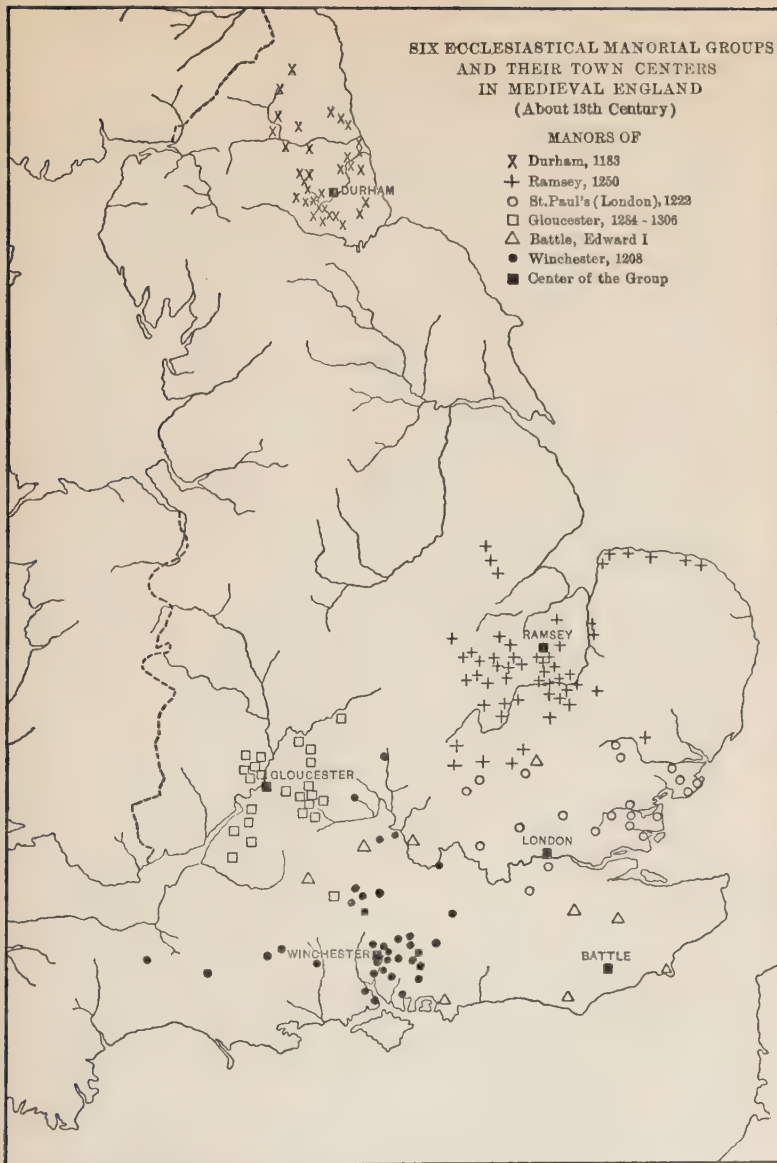 SIX ECCLESIASTICAL MANORIAL GROUPS
AND THEIR TOWN CENTERS
IN MEDIEVAL ENGLAND
(About 13th Century)
MANORS OF
X Durham, 1183
+ Ramsey, 1250
○ St.Paul's (London), 1222
□ Gloucester, 1284 - 1306
△ Battle, Edward I
● Winchester, 1208
■ Center of the Group
DURHAM
RAMSEY
GLOUCESTER
LONDON
WINCHESTER
BATTLE